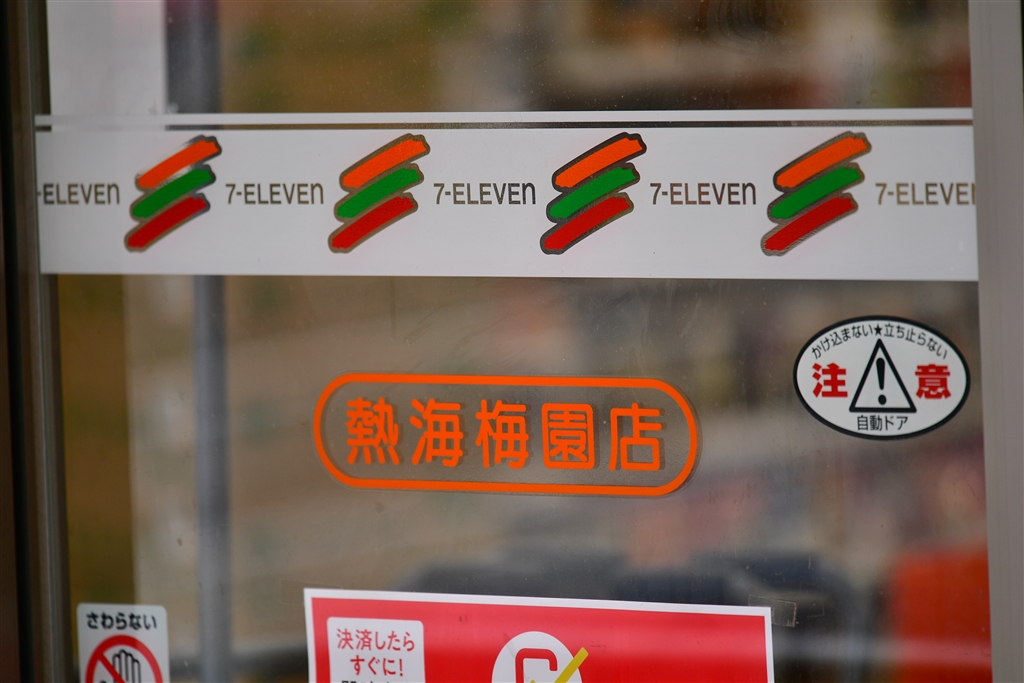 -ELEVEn 7-ELEVEn 7-ELEVEn 7-ELEVEn 7-ELEVEn
かけ込まない★立ち止らない
注 ! 意
自動ドア
熱海梅園店
さわらない
決済したら
すぐに!